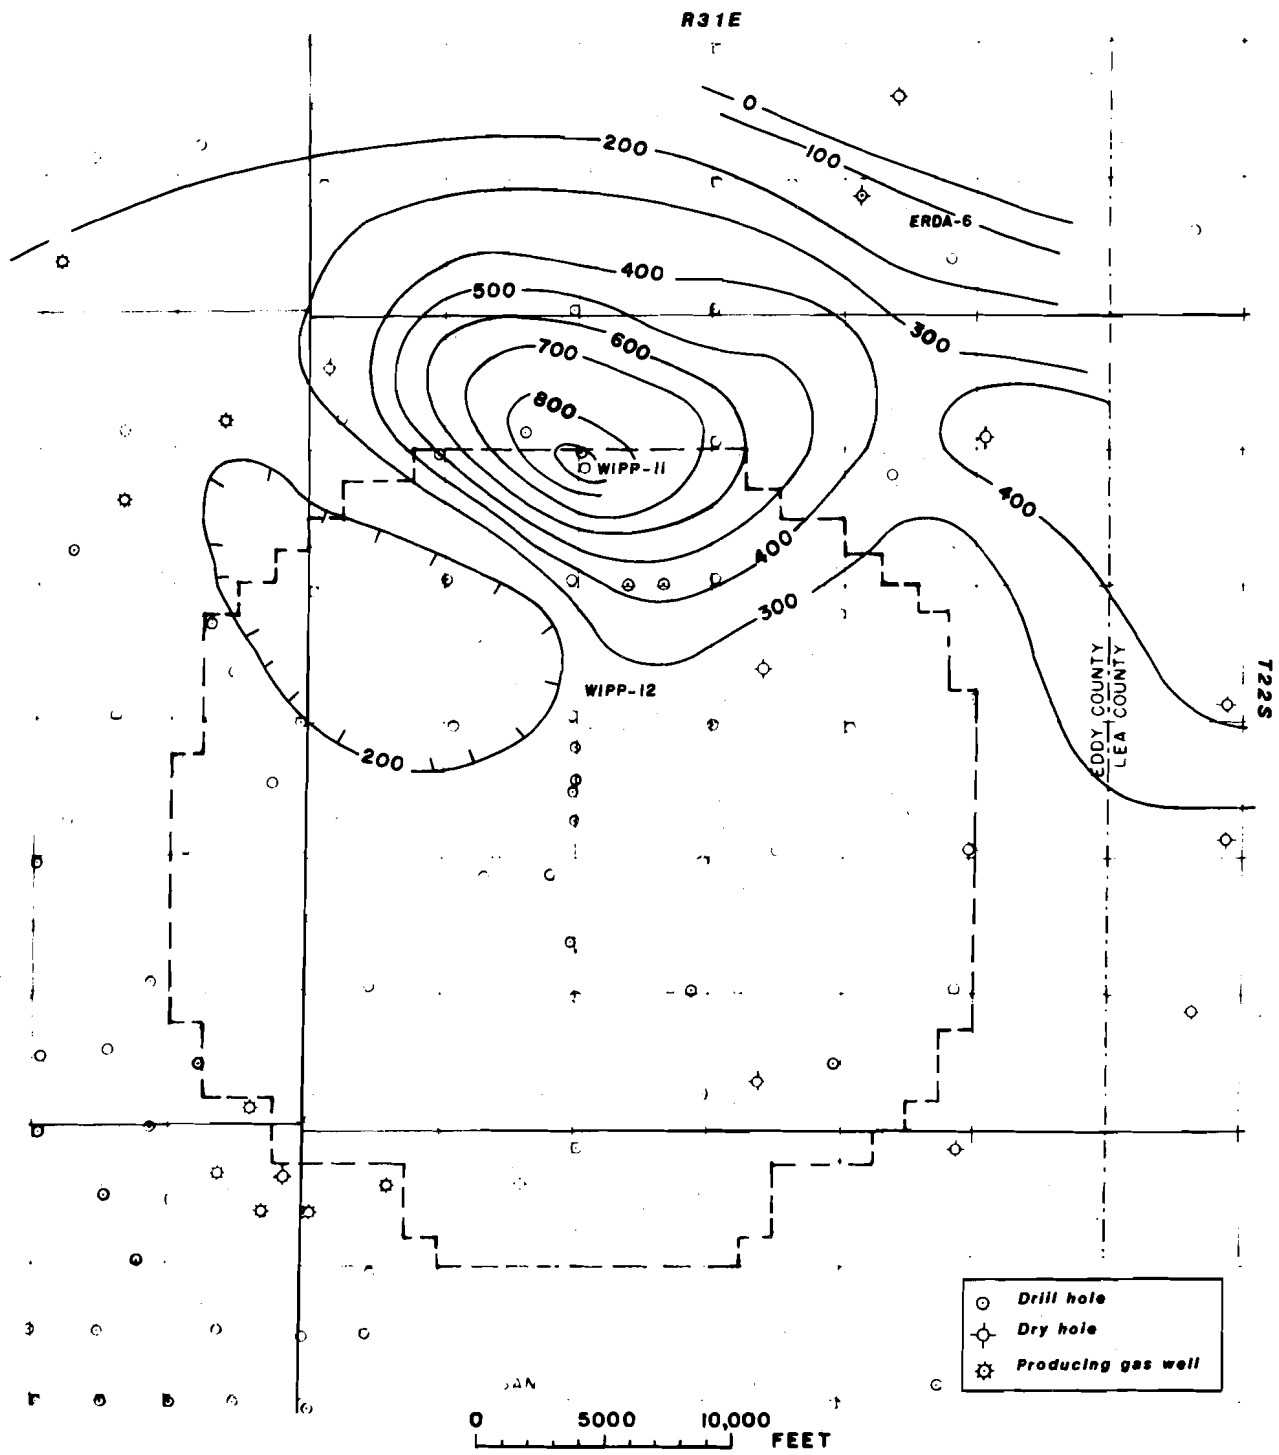 R31E
0
200
100
ERDA-6
400
500
300
600
700
800
WIPP-11
400
400
300
WIPP-12
EDDY COUNTY
LEA COUNTY
T22S
200
Drill hole
Dry hole
Producing gas well
0 5000 10,000
FEET